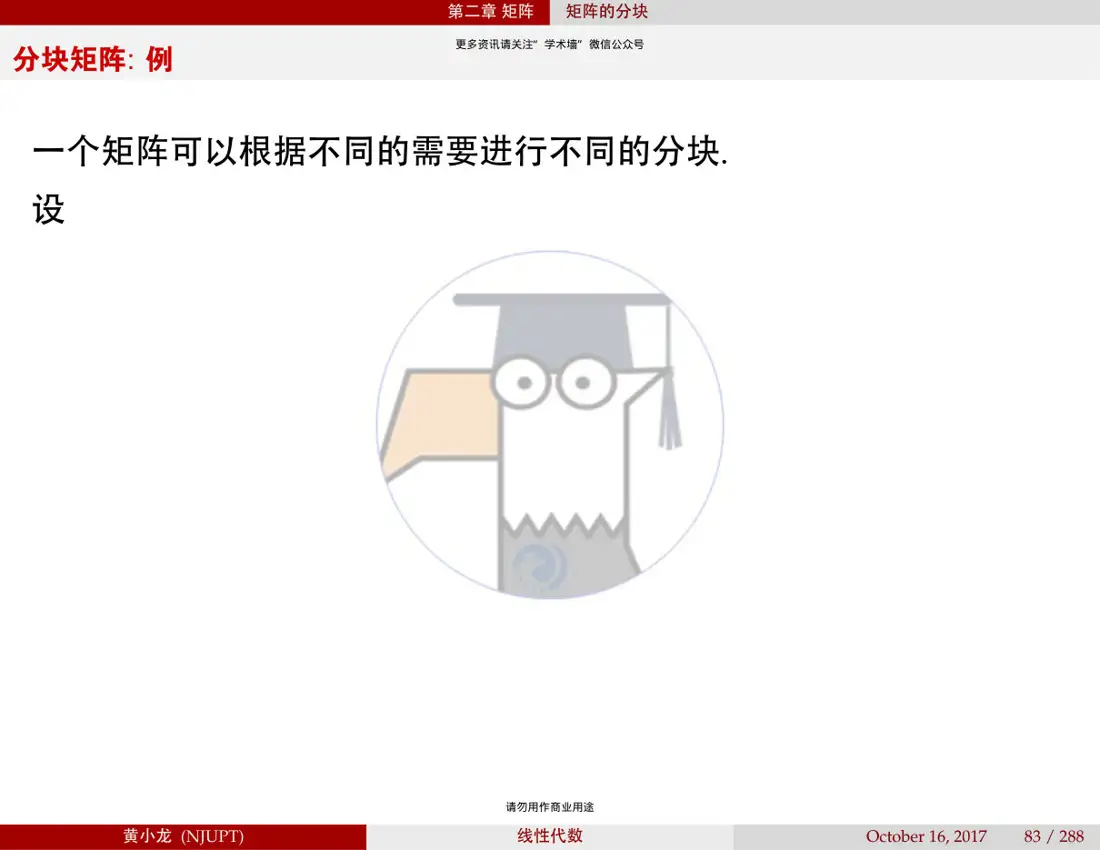 第二章 矩阵 矩阵的分块
更多资讯请关注“学术墙”微信公众号
分块矩阵: 例
一个矩阵可以根据不同的需要进行不同的分块.
设
请勿用作商业用途
黄小龙 (NJUPT) 线性代数 October 16, 2017 83 / 288